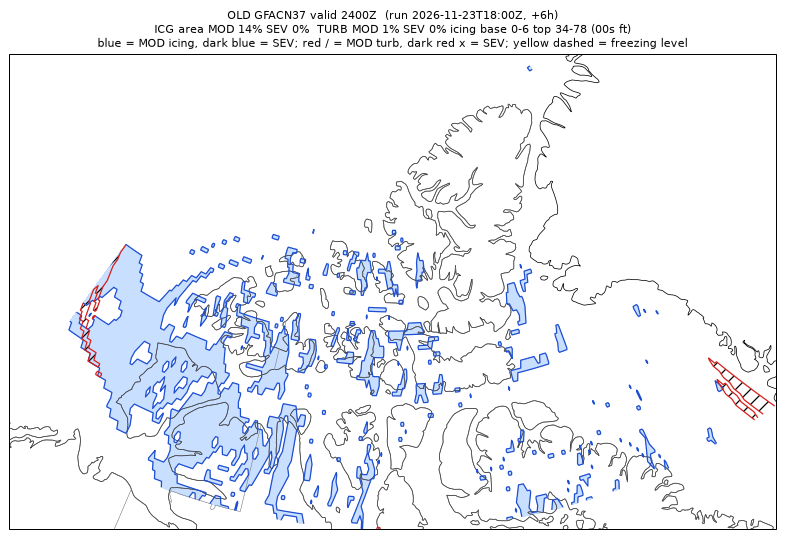 OLD GFACN37 valid 2400Z  (run 2026-11-23T18:00Z, +6h)
ICG area MOD 14% SEV 0%  TURB MOD 1% SEV 0% icing base 0-6 top 34-78 (00s ft)
blue = MOD icing, dark blue = SEV; red / = MOD turb, dark red x = SEV; yellow dashed = freezing level